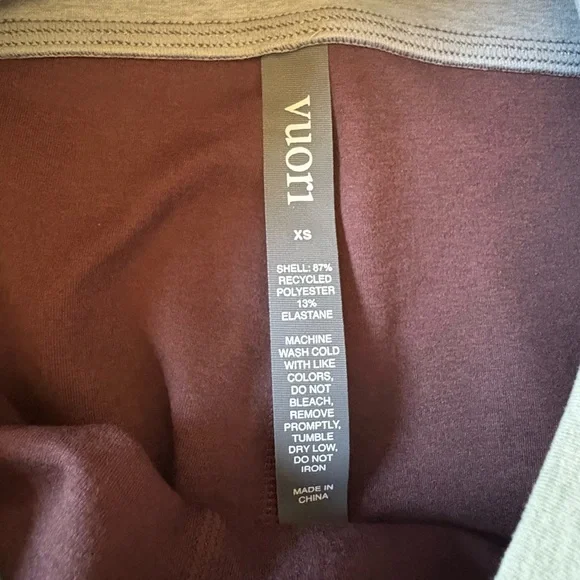 vuori
XS
SHELL: 87%
RECYCLED
POLYESTER
13%
ELASTANE
MACHINE
WASH COLD
WITH LIKE
COLORS,
DO NOT
BLEACH,
REMOVE
PROMPTLY,
TUMBLE
DRY LOW,
DO NOT
IRON
MADE IN
CHINA